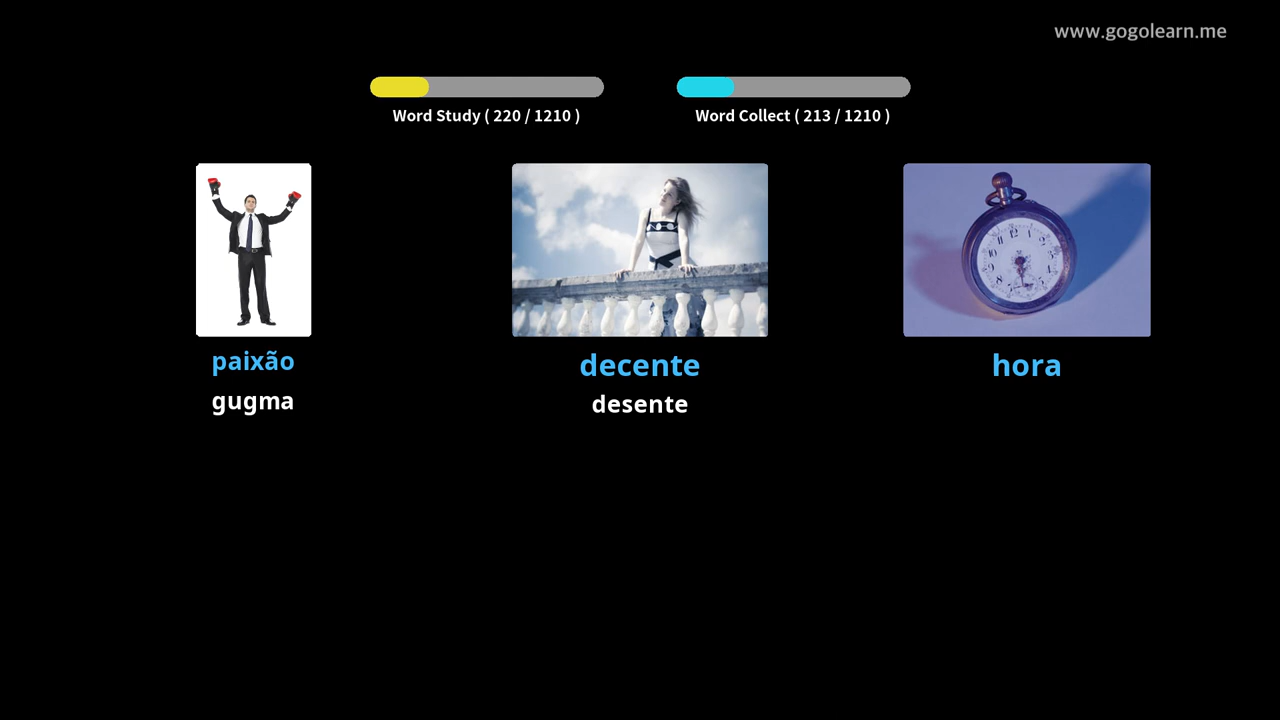 www.gogolearn.me
Word Study ( 220 / 1210 )
Word Collect ( 213 / 1210 )
paixão
gugma
decente
desente
hora